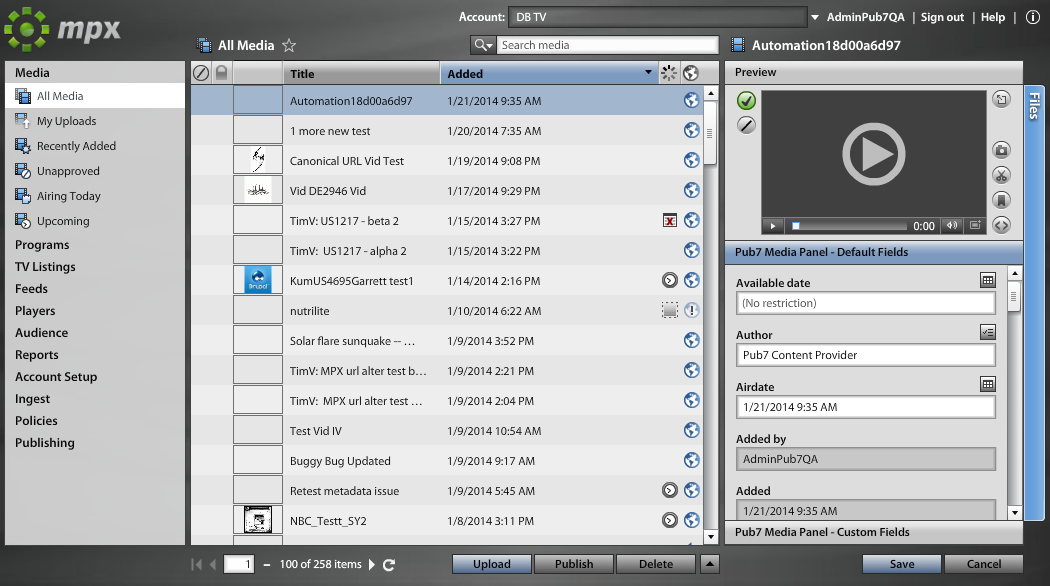 mpx
Account: DB TV AdminPub7QA | Sign out | Help |
All Media
Search media
Automation18d00a6d97
Media
All Media
My Uploads
Recently Added
Unapproved
Airing Today
Upcoming
Programs
TV Listings
Feeds
Players
Audience
Reports
Account Setup
Ingest
Policies
Publishing
Title Added
Automation18d00a6d97 1/21/2014 9:35 AM
1 more new test 1/20/2014 7:35 AM
Canonical URL Vid Test 1/19/2014 9:08 PM
Vid DE2946 Vid 1/17/2014 9:29 PM
TimV: US1217 - beta 2 1/15/2014 3:27 PM
TimV:  US1217 - alpha 2 1/15/2014 3:22 PM
Drupal
KumUS4695Garrett test1 1/14/2014 2:16 PM
nutrilite 1/10/2014 6:22 AM
Solar flare sunquake -- ... 1/9/2014 3:52 PM
TimV: MPX url alter test b... 1/9/2014 2:21 PM
TimV:  MPX url alter test ... 1/9/2014 2:04 PM
Test Vid IV 1/9/2014 10:54 AM
Buggy Bug Updated 1/9/2014 9:17 AM
Retest metadata issue 1/9/2014 5:45 AM
NBC_Testt_SY2 1/8/2014 3:11 PM
1 – 100 of 258 items
Upload Publish Delete
Preview
Files
0:00
Pub7 Media Panel - Default Fields
Available date
(No restriction)
Author
Pub7 Content Provider
Airdate
1/21/2014 9:35 AM
Added by
AdminPub7QA
Added
1/21/2014 9:35 AM
Pub7 Media Panel - Custom Fields
Save Cancel